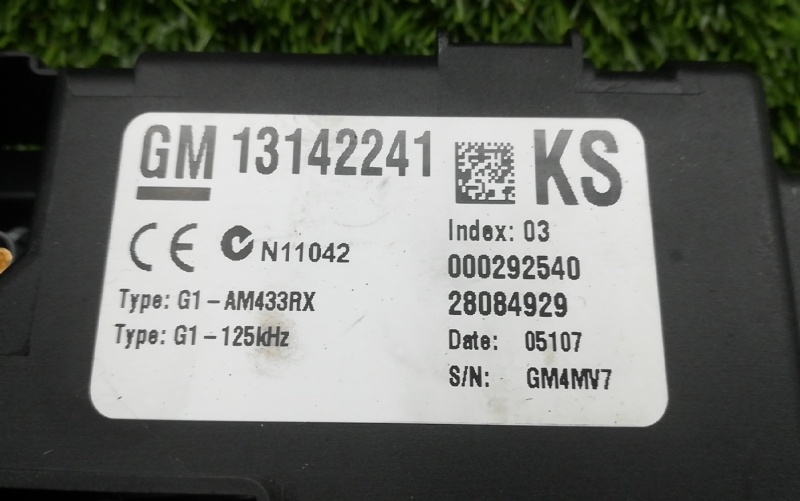 GM 13142241 KS
CE N11042
Type: G1-AM433RX
Type: G1-125kHz
Index: 03
000292540
28084929
Date: 05107
S/N: GM4MV7